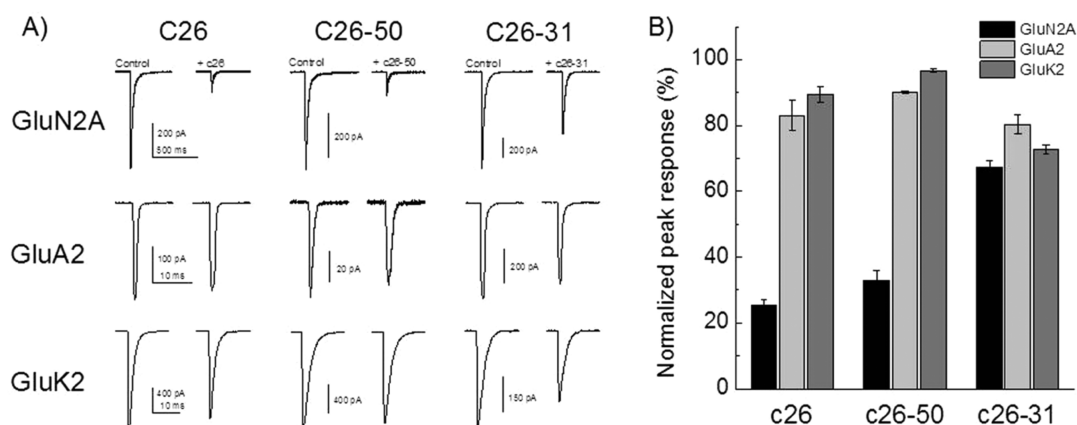 A)
C26
C26-50
C26-31
Control
+ c26
Control
+ c26-50
Control
+ c26-31
GluN2A
200 pA
500 ms
200 pA
200 pA
GluA2
100 pA
10 ms
20 pA
200 pA
GluK2
400 pA
10 ms
400 pA
150 pA
B)
GluN2A
GluA2
GluK2
Normalized peak response (%)
100
80
60
40
20
0
c26
c26-50
c26-31